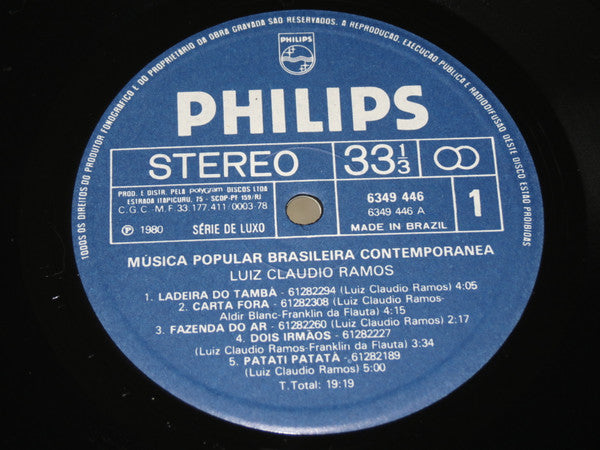 TODOS OS DIREITOS DO PRODUTOR FONOGRÁFICO E DO PROPRIETÁRIO DA OBRA GRAVADA SÃO RESERVADOS. A REPRODUÇÃO, EXECUÇÃO PÚBLICA E RADIODIFUSÃO DESTE DISCO ESTÃO PROIBIDAS
PHILIPS
PHILIPS
STEREO
33 1/3
PROD. E DISTR. PELA PolyGram DISCOS LTDA
ESTRADA ITAPICURU, 75 - SCDP-PF 159/RJ
C.G.C - M.F 33.177.411/0003-78
Ⓟ 1980 SÉRIE DE LUXO
6349 446
6349 446 A
MADE IN BRAZIL
1
MÚSICA POPULAR BRASILEIRA CONTEMPORANEA
LUIZ CLAUDIO RAMOS
1. LADEIRA DO TAMBÁ - 61282294 (Luiz Claudio Ramos) 4:05
2. CARTA FORA - 61282308 (Luiz Claudio Ramos-
Aldir Blanc-Franklin da Flauta) 4:15
3. FAZENDA DO AR - 61282260 (Luiz Claudio Ramos) 2:17
4. DOIS IRMÃOS - 61282227
(Luiz Claudio Ramos-Franklin da Flauta) 3:34
5. PATATI PATATÁ - 61282189
(Luiz Claudio Ramos) 5:00
T. Total: 19:19